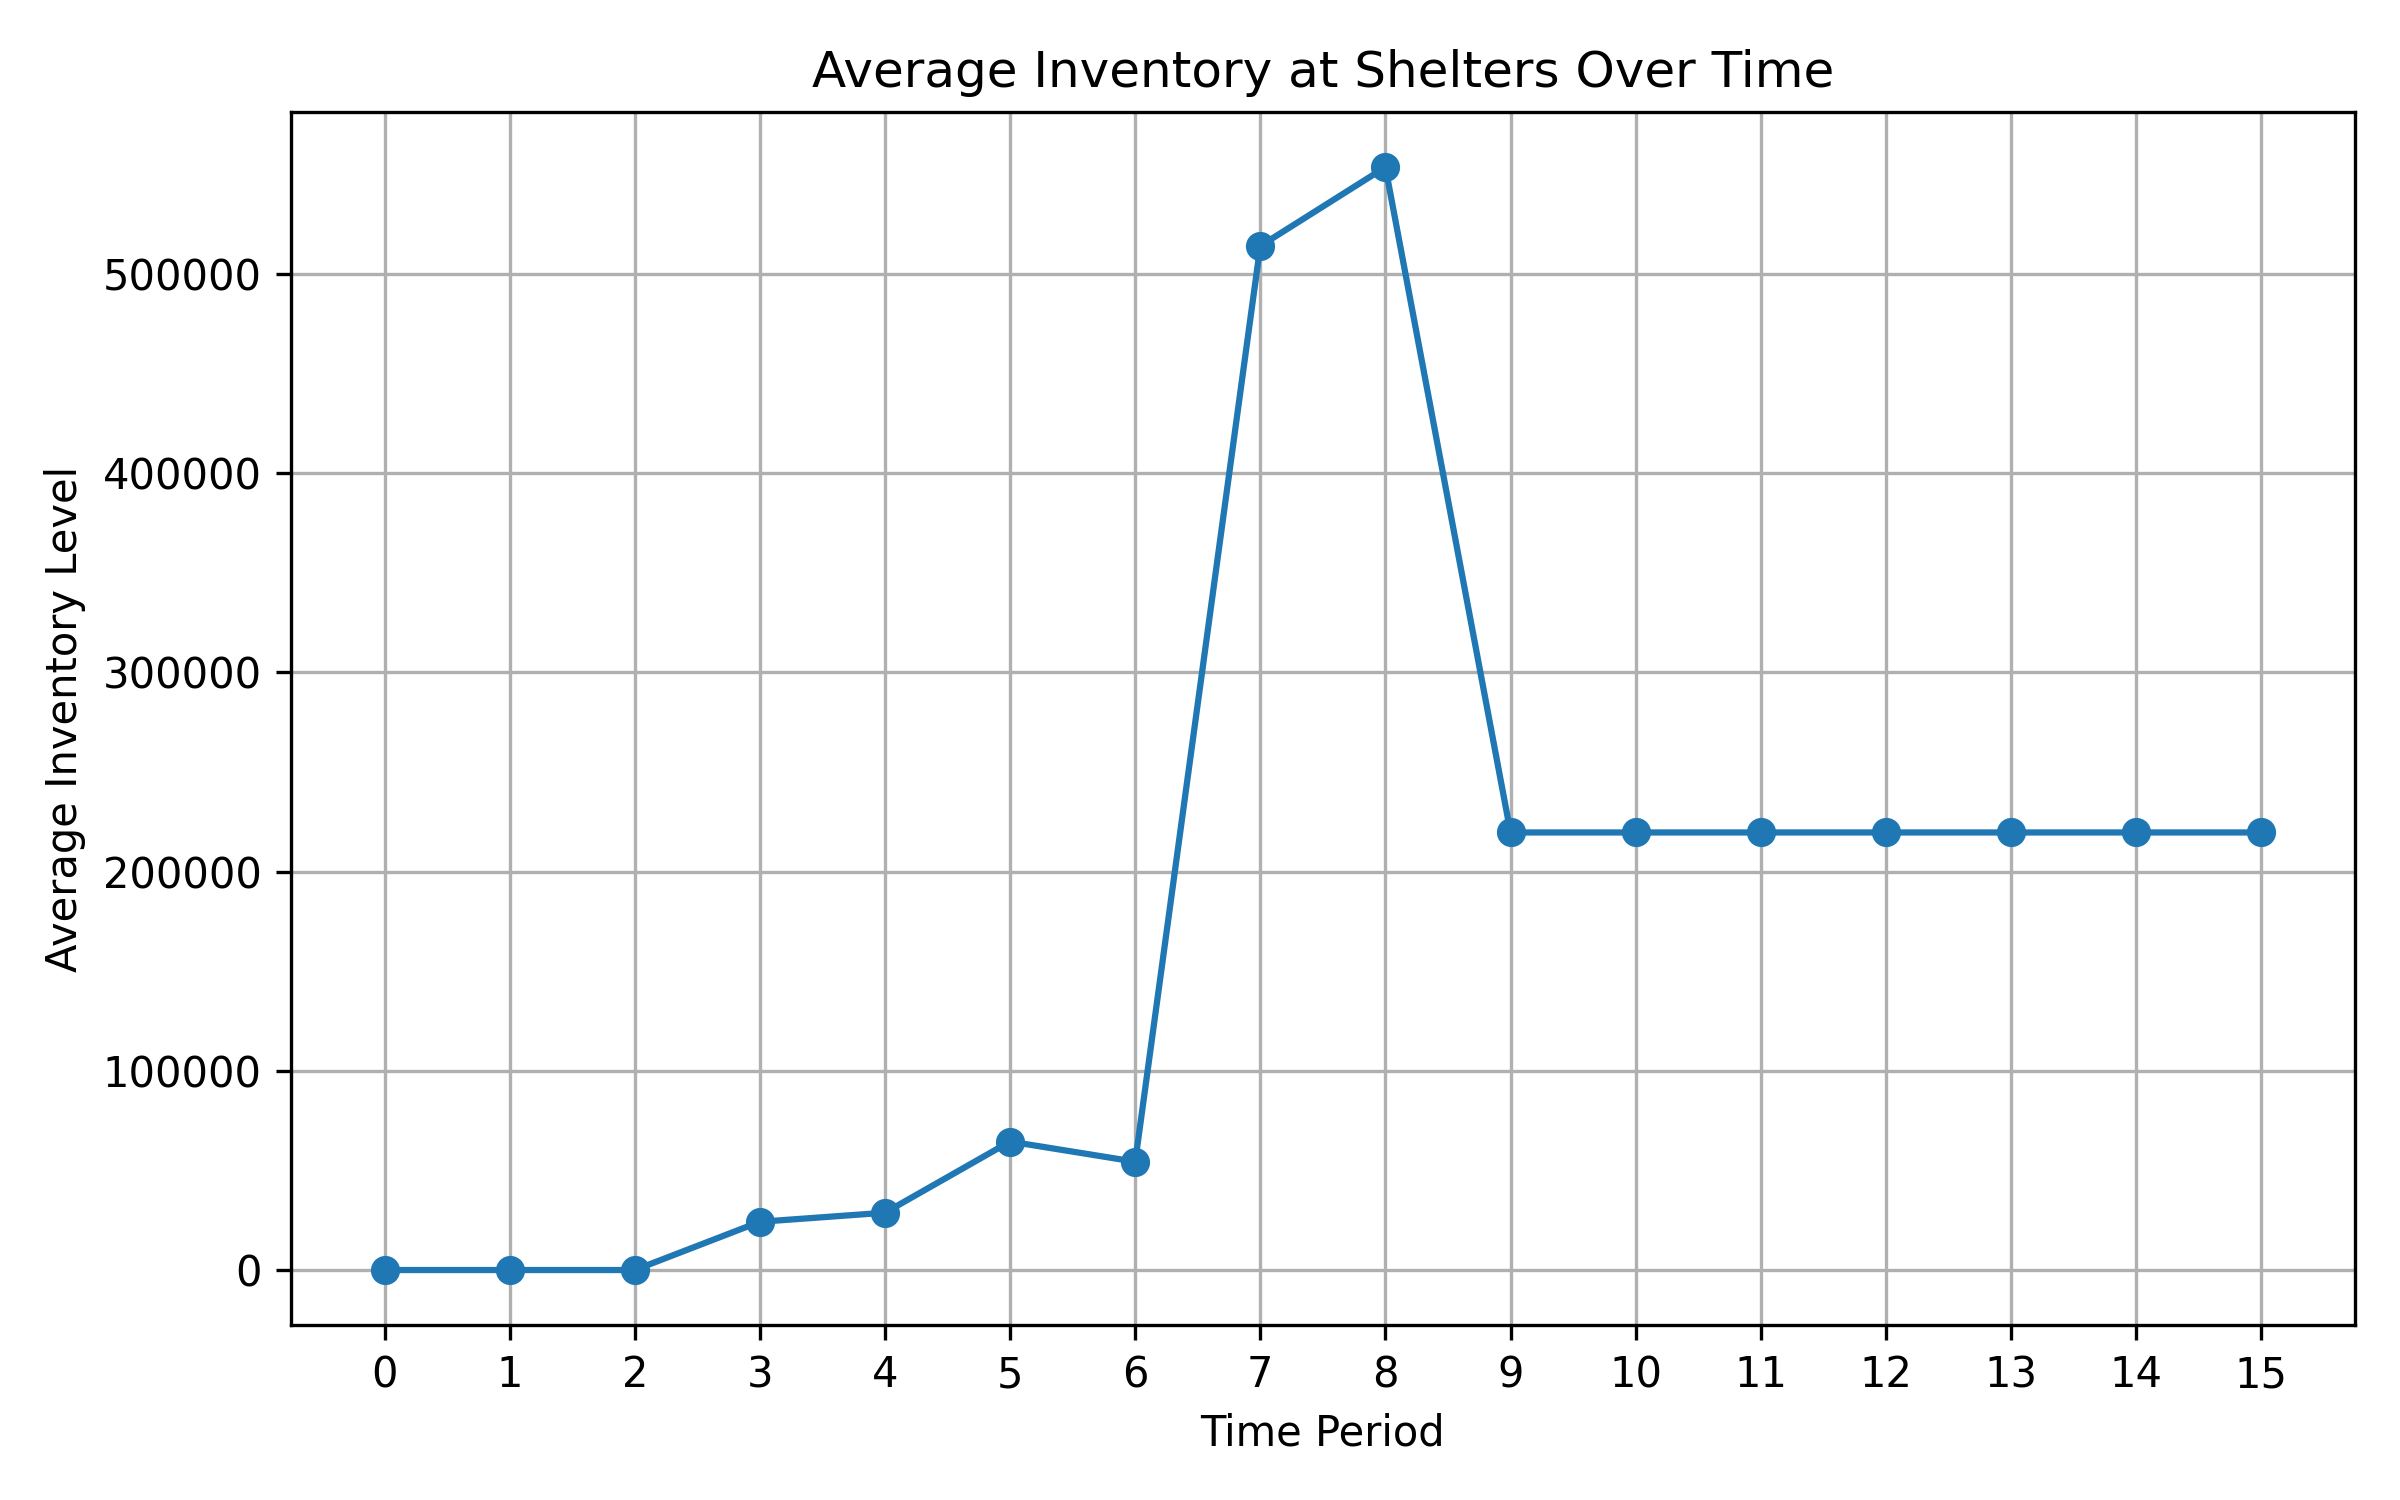 Average Inventory at Shelters Over Time
Average Inventory Level
500000
400000
300000
200000
100000
0
0 1 2 3 4 5 6 7 8 9 10 11 12 13 14 15
Time Period